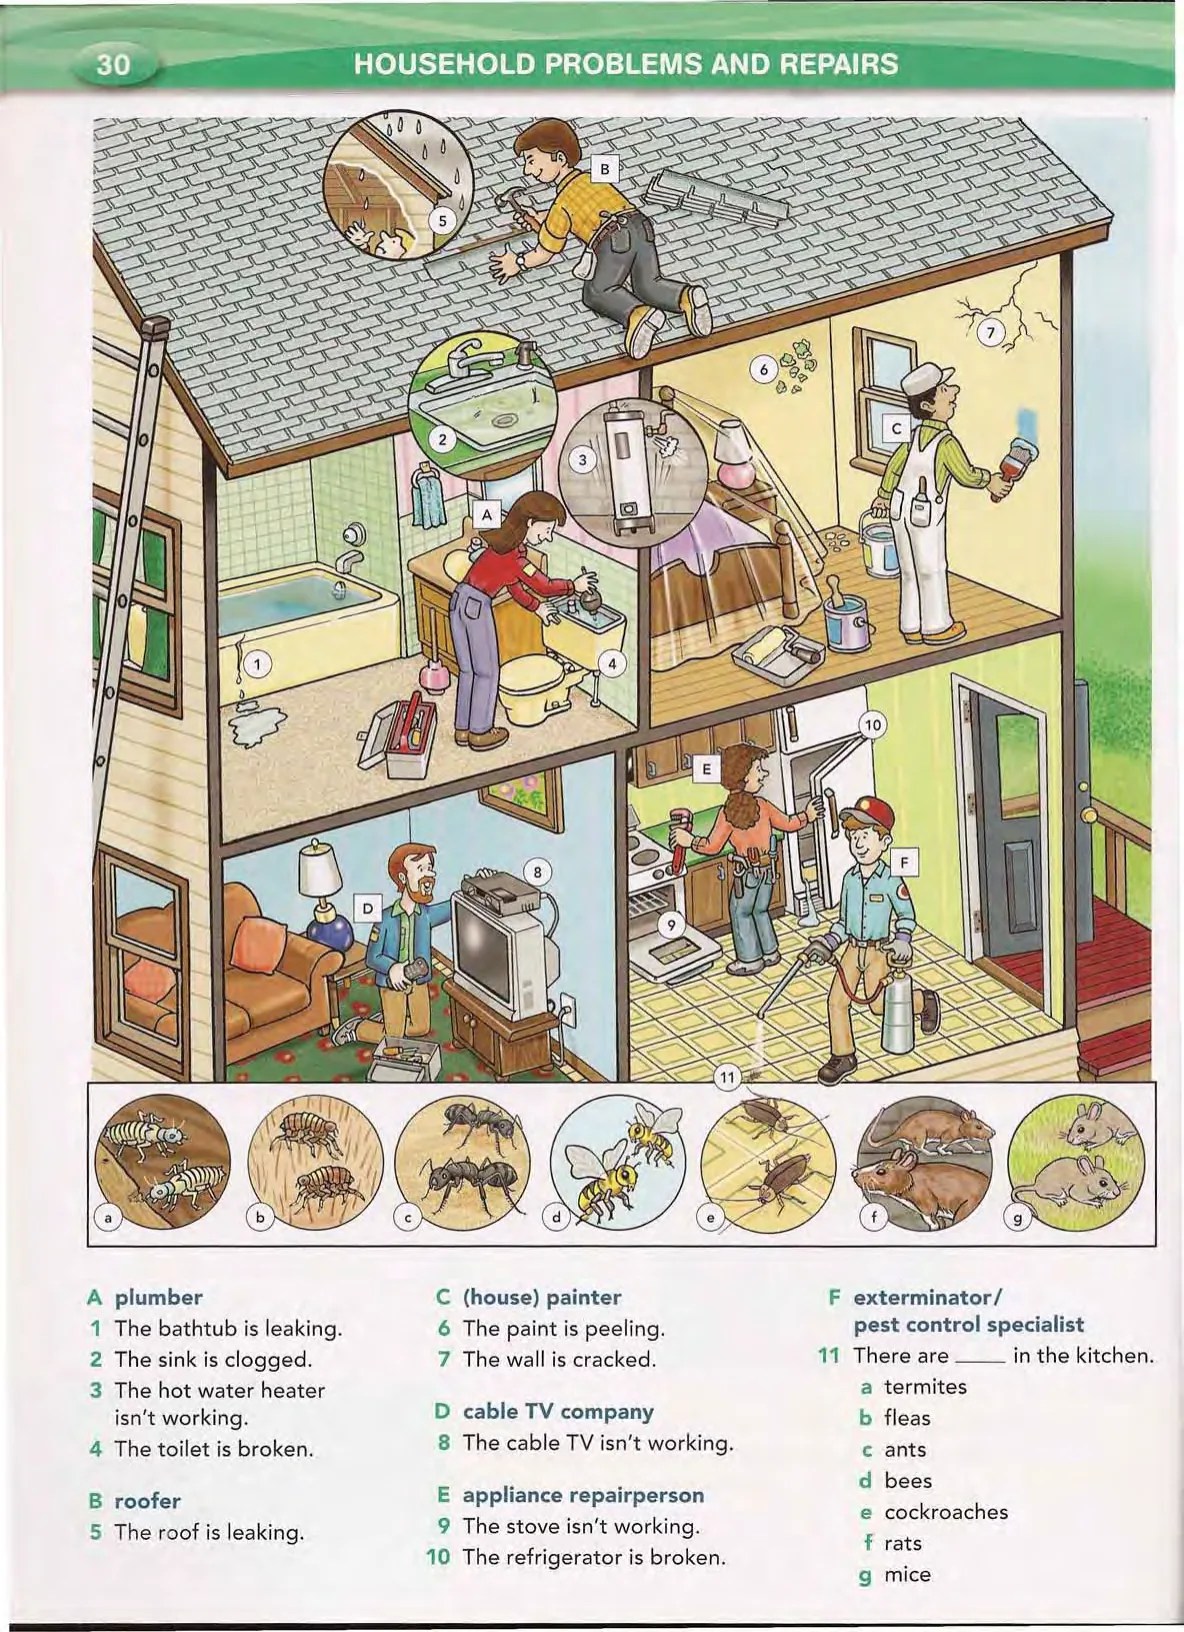 30
HOUSEHOLD PROBLEMS AND REPAIRS
5
B
7
6
2
C
3
A
1
4
10
E
8
F
D
9
11
a
b
c
d
e
f
g
A plumber
1 The bathtub is leaking.
2 The sink is clogged.
3 The hot water heater
isn't working.
4 The toilet is broken.
B roofer
5 The roof is leaking.
C (house) painter
6 The paint is peeling.
7 The wall is cracked.
D cable TV company
8 The cable TV isn't working.
E appliance repairperson
9 The stove isn't working.
10 The refrigerator is broken.
F exterminator/
pest control specialist
11 There are ____ in the kitchen.
a termites
b fleas
c ants
d bees
e cockroaches
f rats
g mice